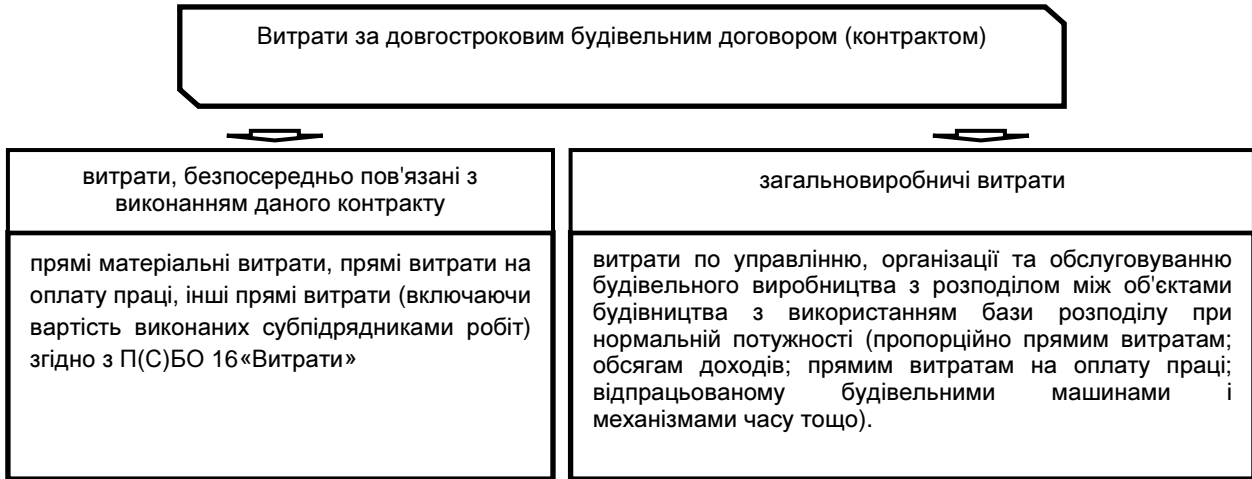 Витрати за довгостроковим будівельним договором (контрактом)
витрати, безпосередньо пов'язані з
виконанням даного контракту
прямі матеріальні витрати, прямі витрати на
оплату праці, інші прямі витрати (включаючи
вартість виконаних субпідрядниками робіт)
згідно з П(С)БО 16«Витрати»
загальновиробничі витрати
витрати по управлінню, організації та обслуговуванню
будівельного виробництва з розподілом між об'єктами
будівництва з використанням бази розподілу при
нормальній потужності (пропорційно прямим витратам;
обсягам доходів; прямим витратам на оплату праці;
відпрацьованому будівельними машинами і
механізмами часу тощо).